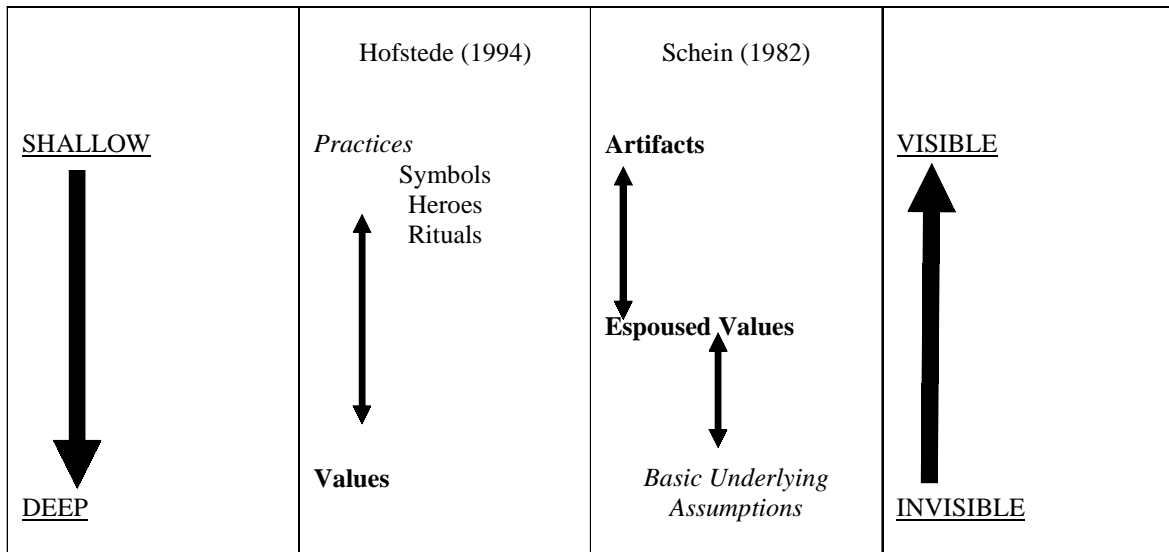 Hofstede (1994)
Schein (1982)
SHALLOW
Practices
Artifacts
VISIBLE
Symbols
Heroes
Rituals
Espoused Values
Values
Basic Underlying
Assumptions
DEEP
INVISIBLE